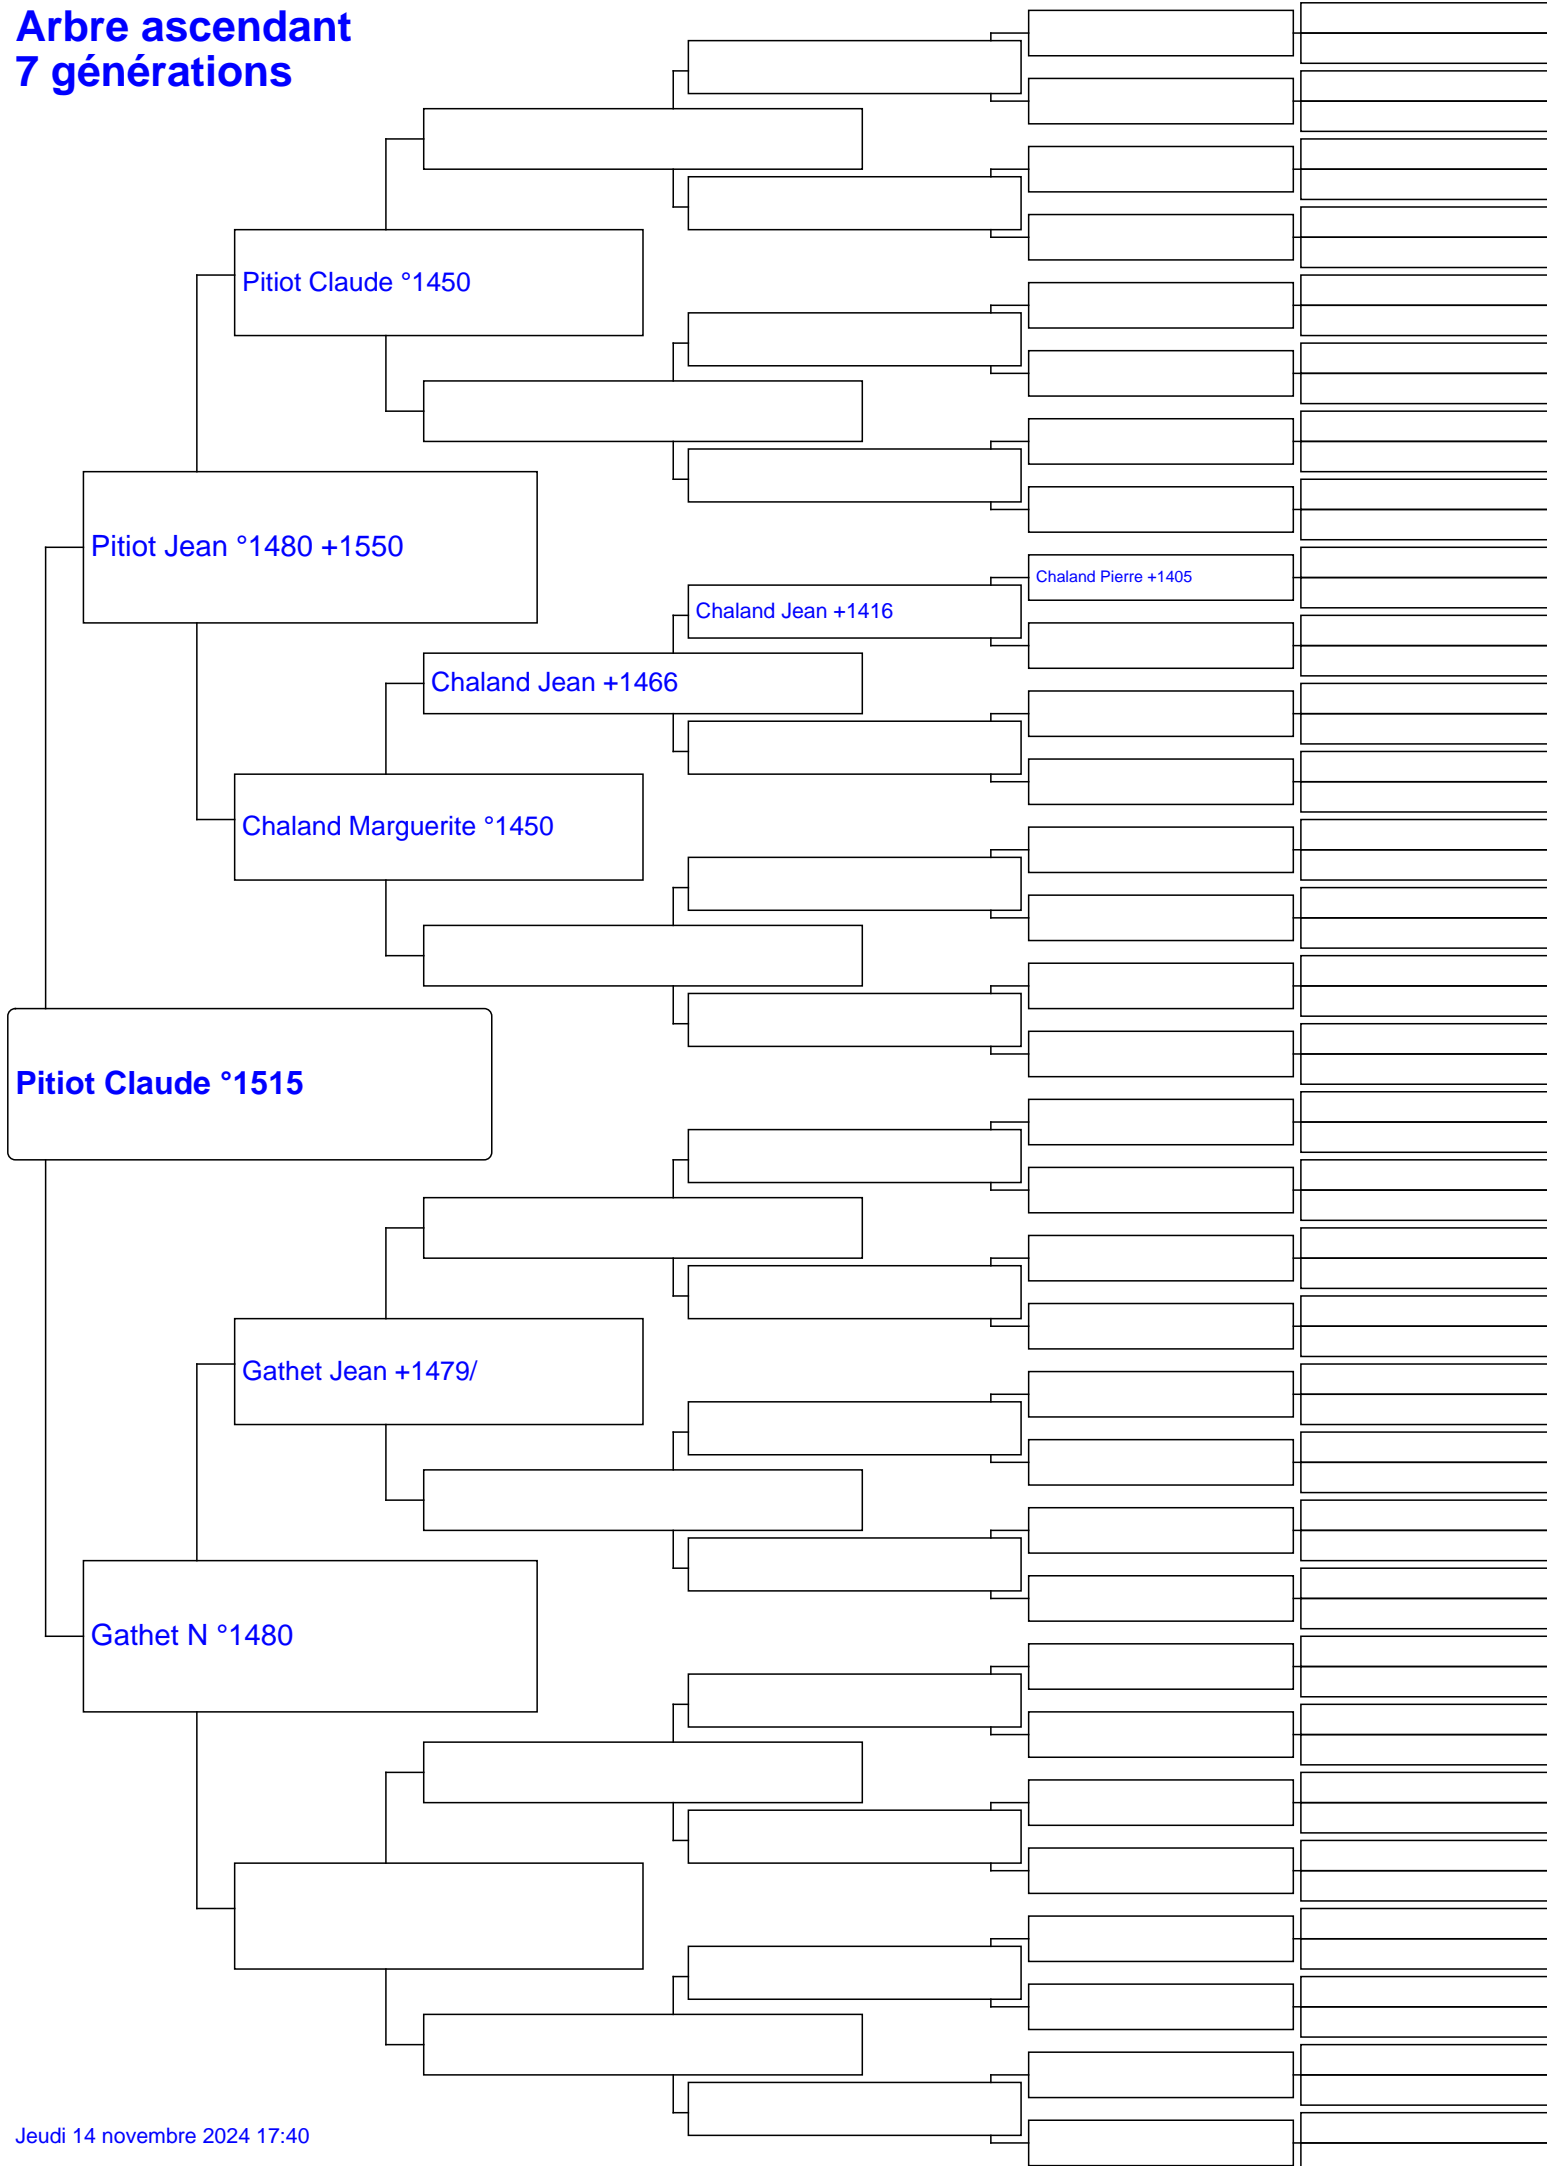 Arbre ascendant
7 générations
Pitiot Claude °1450
Pitiot Jean °1480 +1550
Chaland Pierre +1405
Chaland Jean +1416
Chaland Jean +1466
Chaland Marguerite °1450
Pitiot Claude °1515
Gathet Jean +1479/
Gathet N °1480
Jeudi 14 novembre 2024 17:40